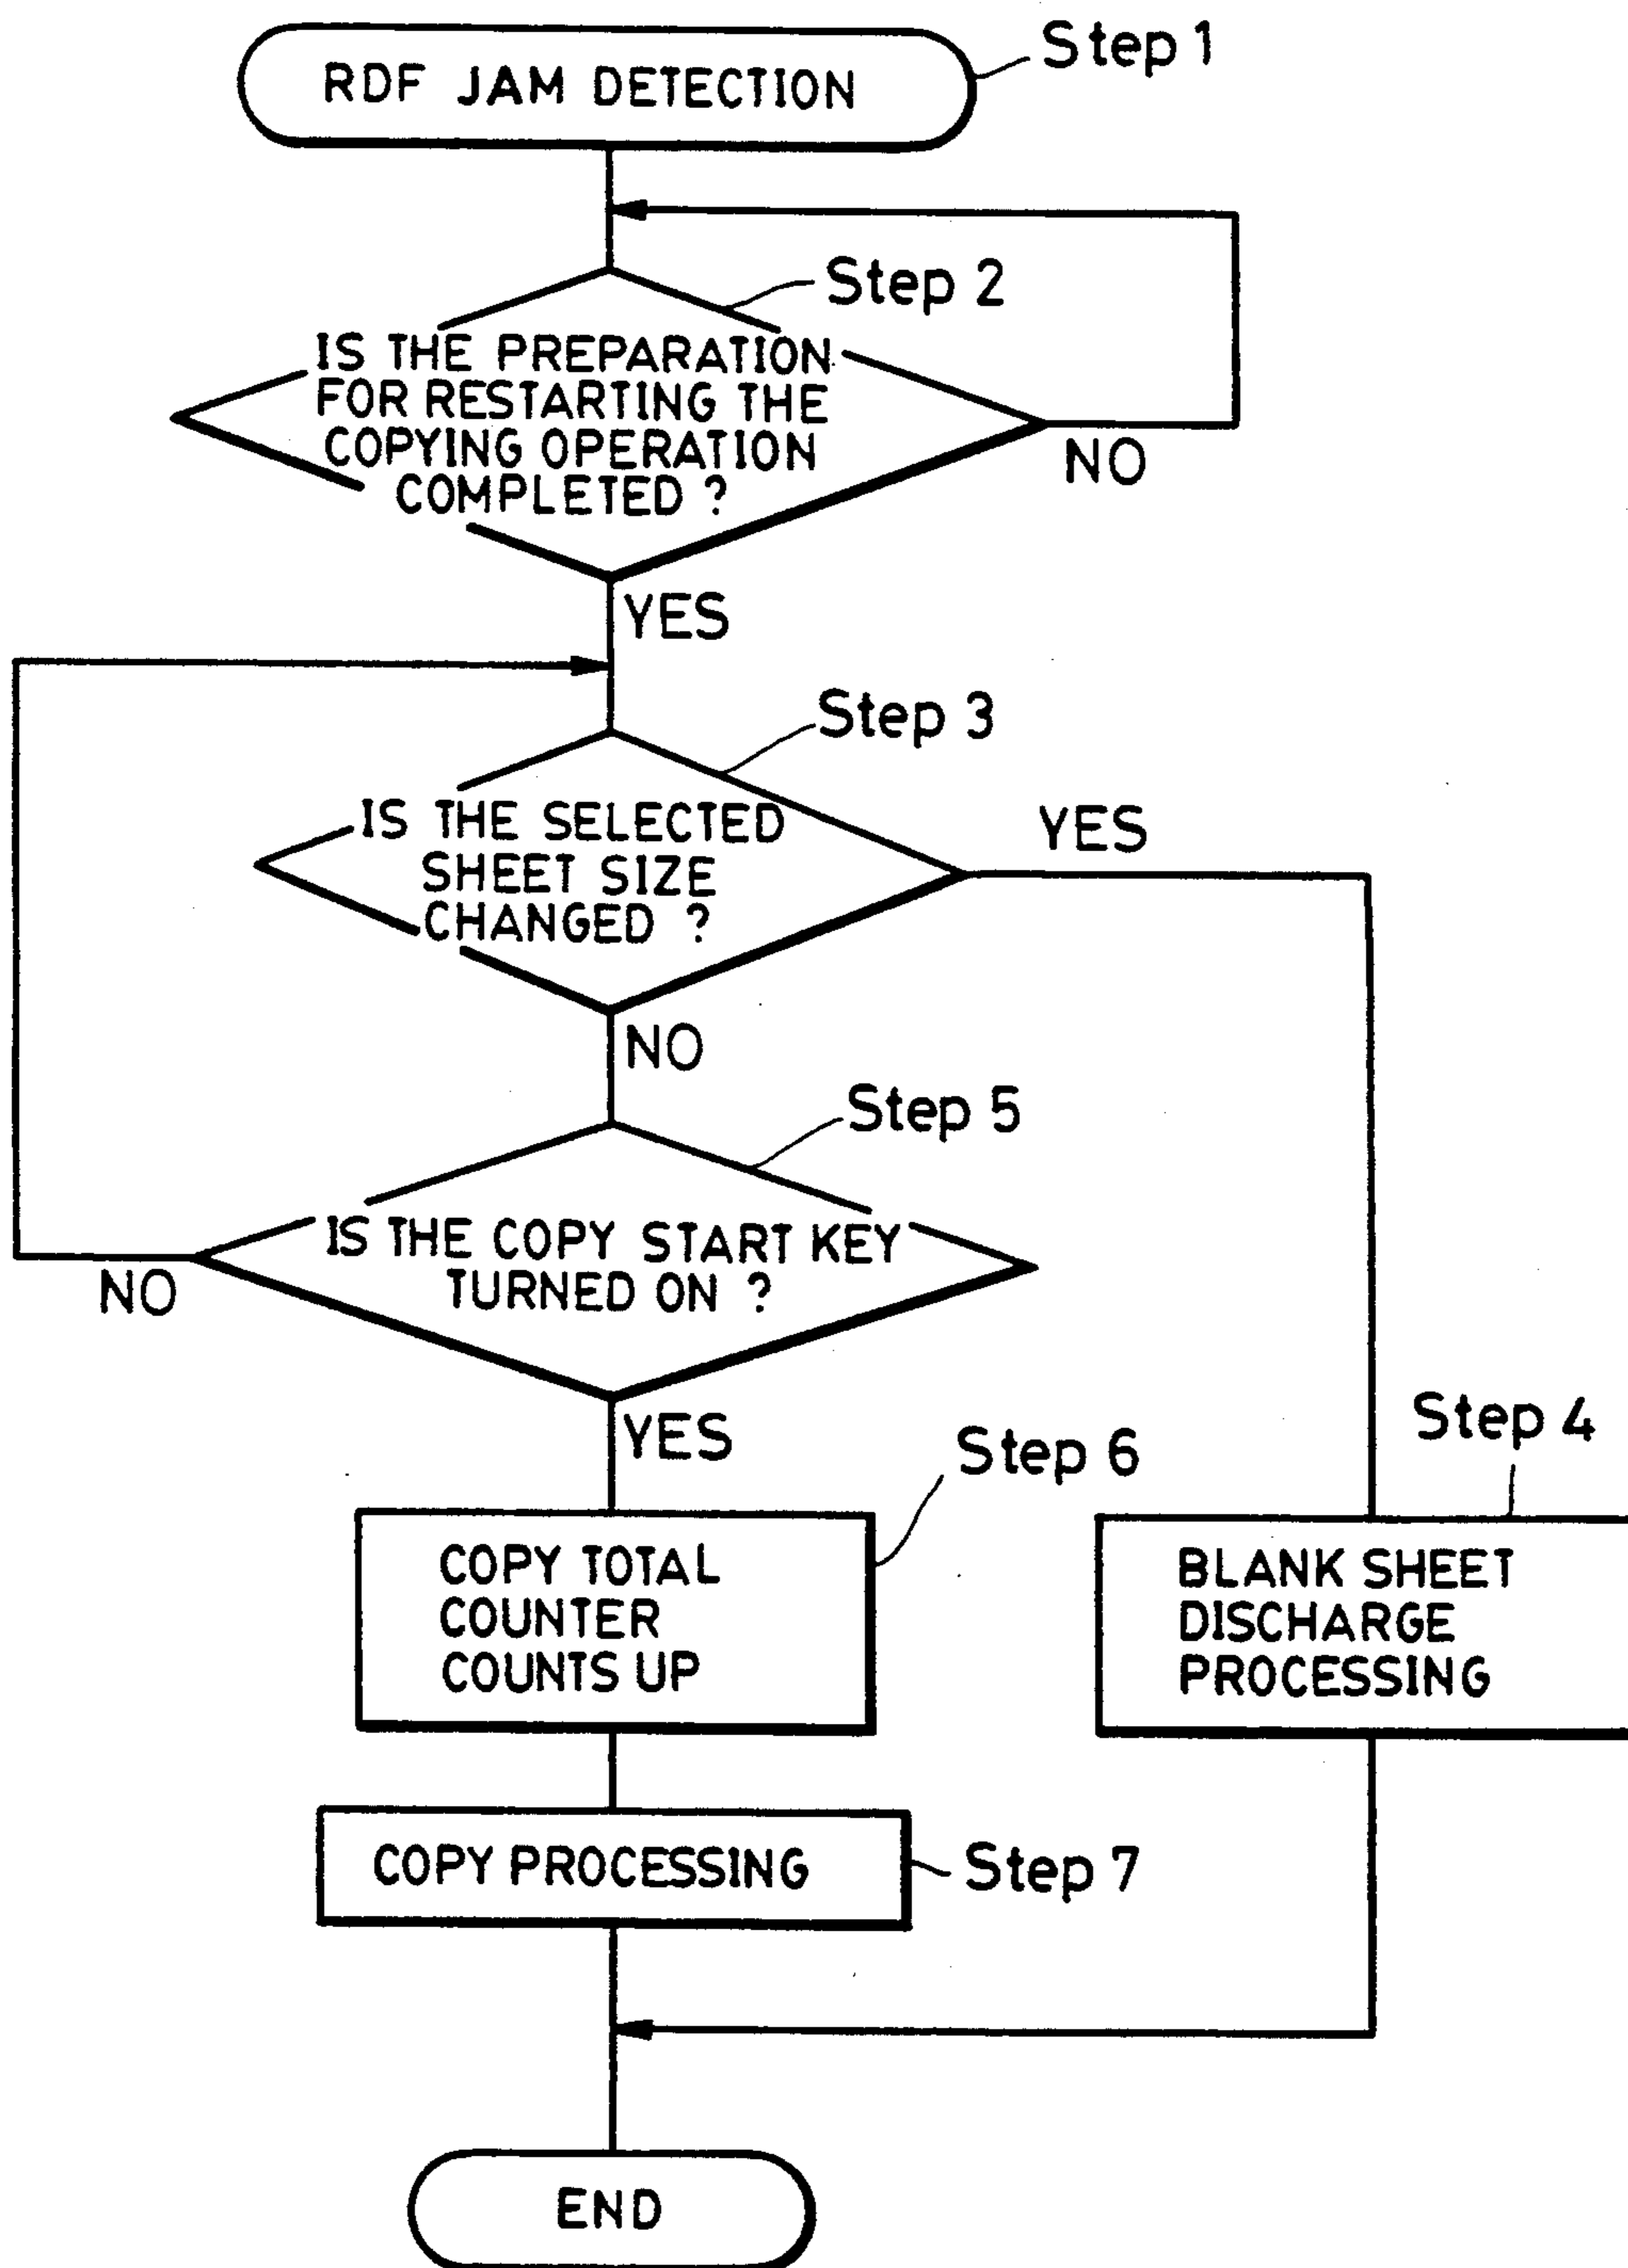 Step 1
RDF JAM DETECTION
Step 2
IS THE PREPARATION
FOR RESTARTING THE
COPYING OPERATION
COMPLETED ?
NO
YES
Step 3
IS THE SELECTED
SHEET SIZE
CHANGED ?
YES
NO
Step 5
IS THE COPY START KEY
TURNED ON ?
NO
YES
Step 6
COPY TOTAL
COUNTER
COUNTS UP
Step 4
BLANK SHEET
DISCHARGE
PROCESSING
COPY PROCESSING
Step 7
END